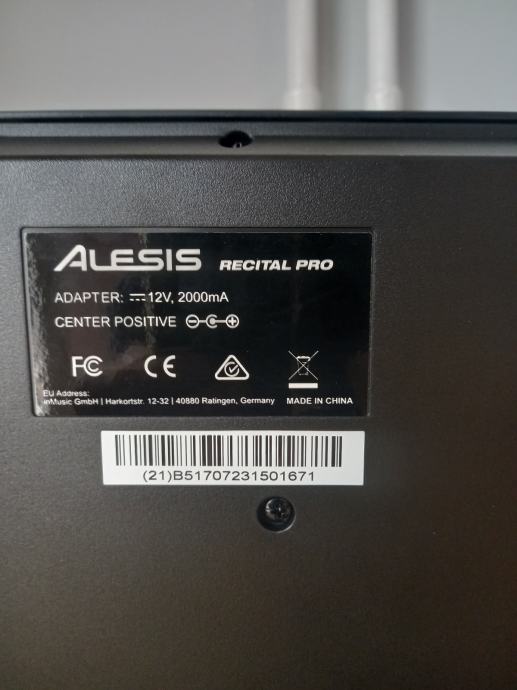 ALESIS RECITAL PRO
ADAPTER: ⎓12V, 2000mA
CENTER POSITIVE
FC CE
EU Address:
inMusic GmbH | Harkortstr. 12-32 | 40880 Ratingen, Germany MADE IN CHINA
(21)B51707231501671